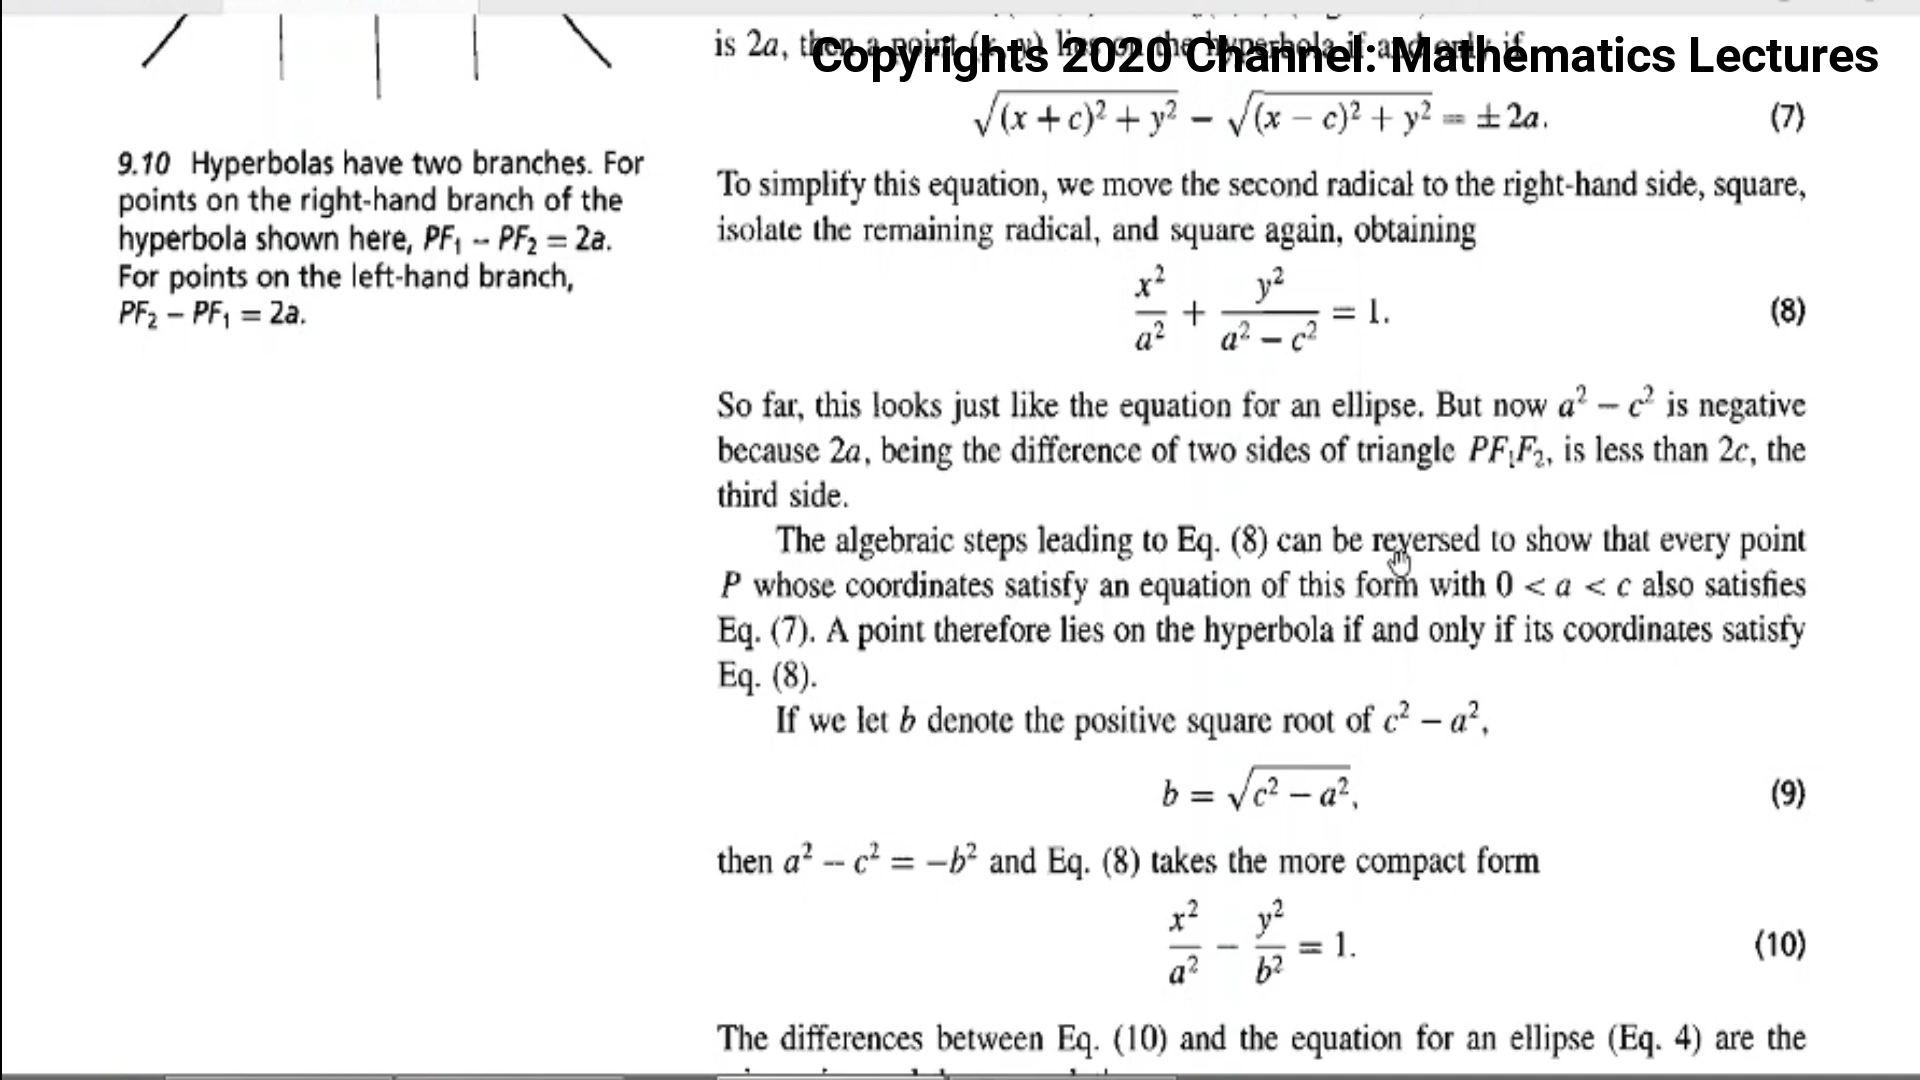 is 2a, then a point (x, y) lies on the hyperbola if and only if
Copyrights 2020 Channel: Mathematics Lectures
√(x + c)² + y² − √(x − c)² + y² = ± 2a. (7)
9.10 Hyperbolas have two branches. For
points on the right-hand branch of the
hyperbola shown here, PF₁ -- PF₂ = 2a.
For points on the left-hand branch,
PF₂ − PF₁ = 2a.
To simplify this equation, we move the second radical to the right-hand side, square,
isolate the remaining radical, and square again, obtaining
x²/a² + y²/(a² − c²) = 1. (8)
So far, this looks just like the equation for an ellipse. But now a² − c² is negative
because 2a, being the difference of two sides of triangle PF₁F₂, is less than 2c, the
third side.
The algebraic steps leading to Eq. (8) can be reversed to show that every point
P whose coordinates satisfy an equation of this form with 0 < a < c also satisfies
Eq. (7). A point therefore lies on the hyperbola if and only if its coordinates satisfy
Eq. (8).
If we let b denote the positive square root of c² − a²,
b = √c² − a², (9)
then a² -- c² = −b² and Eq. (8) takes the more compact form
x²/a² − y²/b² = 1. (10)
The differences between Eq. (10) and the equation for an ellipse (Eq. 4) are the